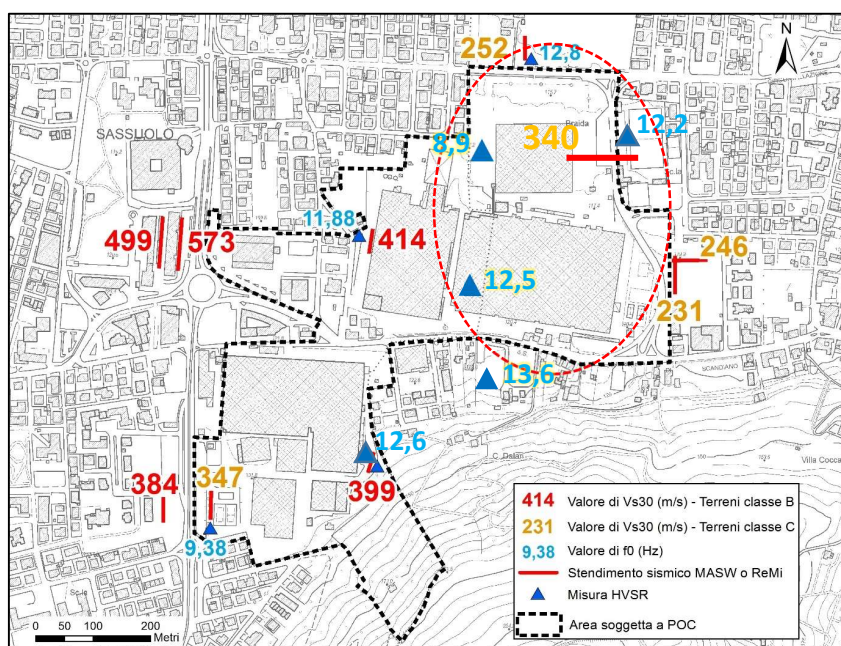 252
12,8
N
Braida
340
12,2
8,9
SASSUOLO
11,88
499
573
414
246
12,5
231
13,6
SCANDIANO
12,6
C. Dallari
Villa Cocca
384
347
399
9,38
414 Valore di Vs30 (m/s) - Terreni classe B
231 Valore di Vs30 (m/s) - Terreni classe C
9,38 Valore di f0 (Hz)
Stendimento sismico MASW o ReMi
Misura HVSR
Area soggetta a POC
0 50 100 200
Metri